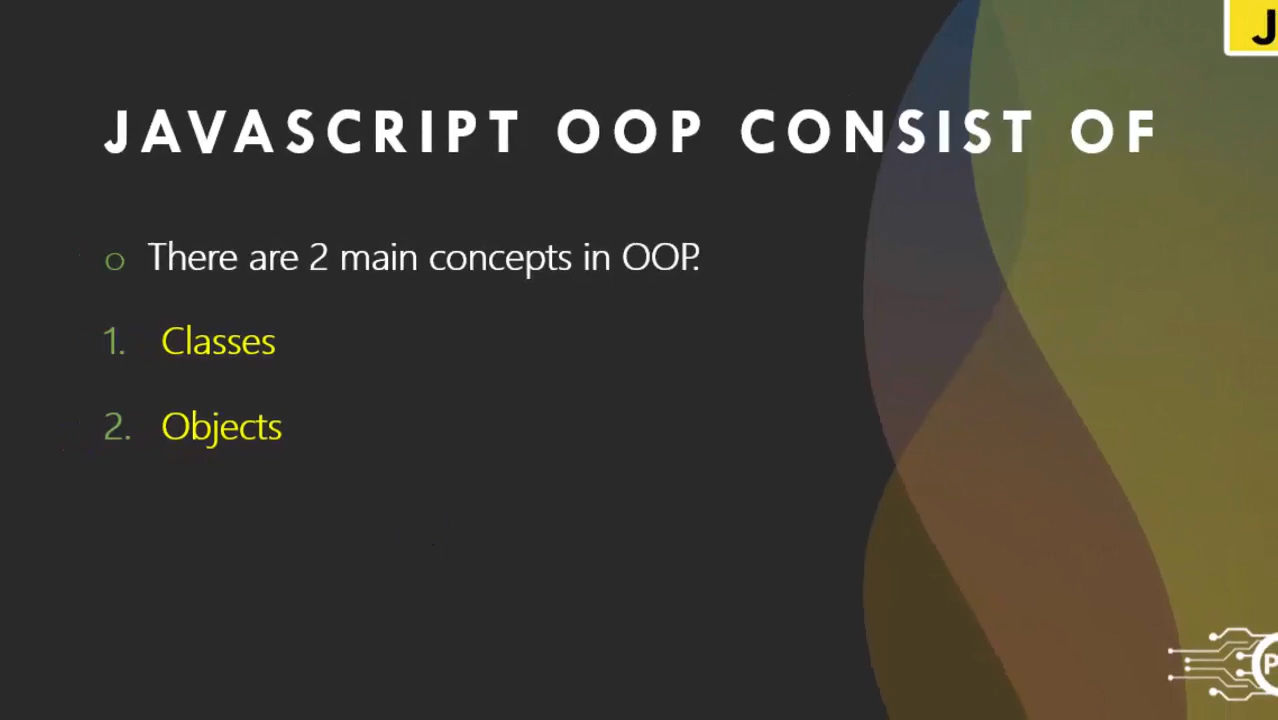 J
JAVASCRIPT OOP CONSIST OF
o There are 2 main concepts in OOP.
1. Classes
2. Objects
P